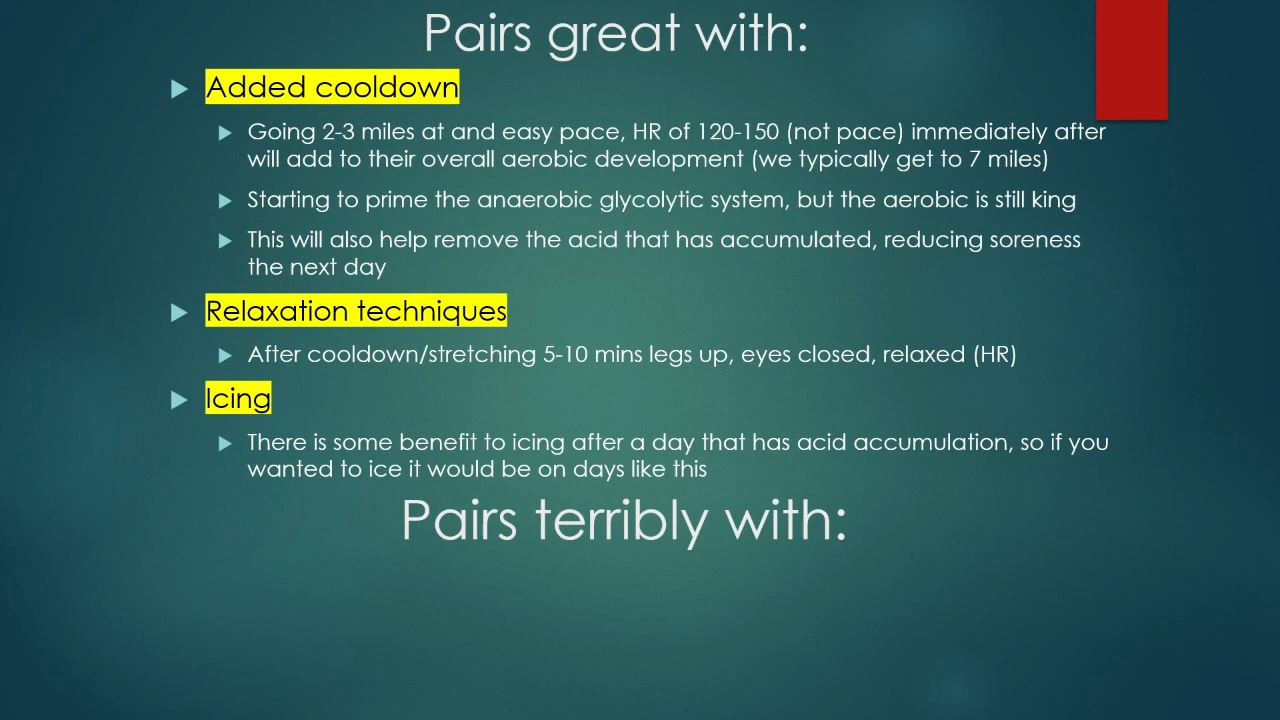 Pairs great with:
Added cooldown
Going 2-3 miles at and easy pace, HR of 120-150 (not pace) immediately after
will add to their overall aerobic development (we typically get to 7 miles)
Starting to prime the anaerobic glycolytic system, but the aerobic is still king
This will also help remove the acid that has accumulated, reducing soreness
the next day
Relaxation techniques
After cooldown/stretching 5-10 mins legs up, eyes closed, relaxed (HR)
Icing
There is some benefit to icing after a day that has acid accumulation, so if you
wanted to ice it would be on days like this
Pairs terribly with: